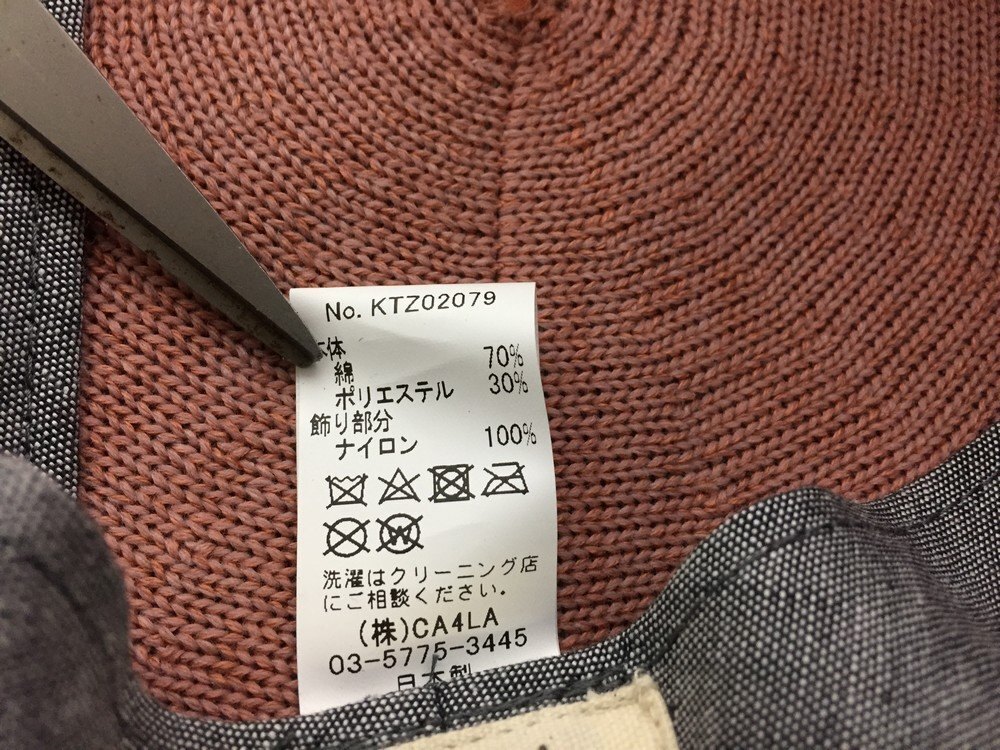 No. KTZ02079
本体
綿 70%
ポリエステル 30%
飾り部分
ナイロン 100%
W
洗濯はクリーニング店
にご相談ください。
(株)CA4LA
03-5775-3445
日本製